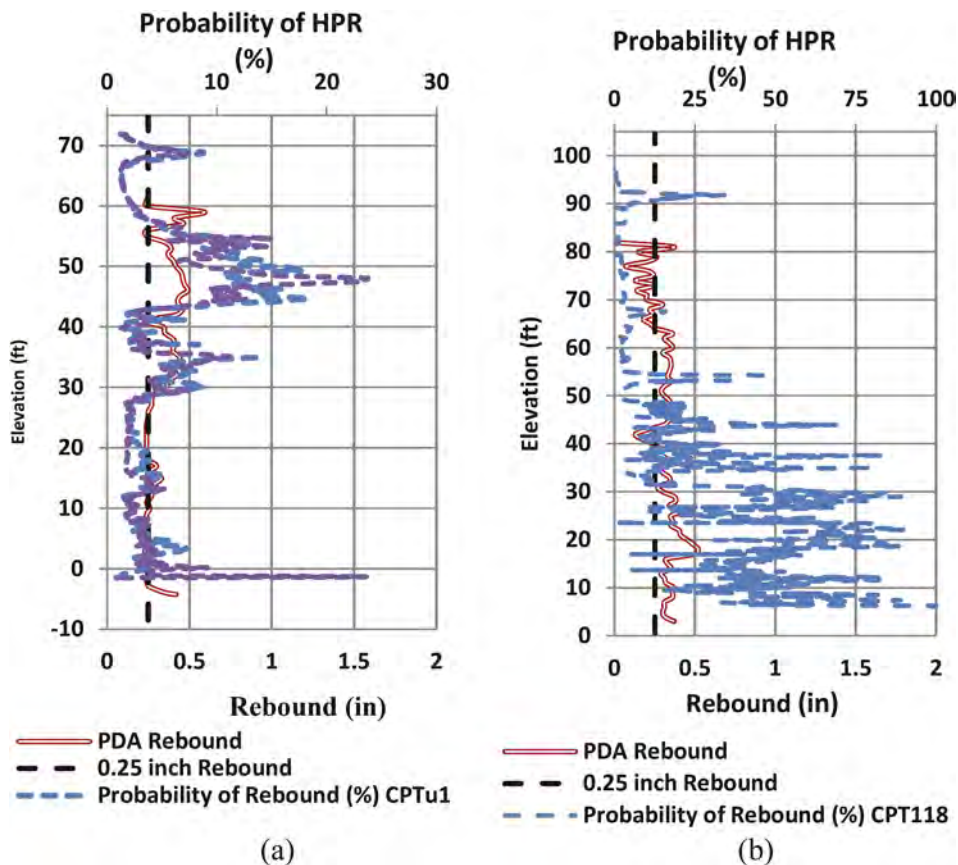 Probability of HPR
(%)
0 10 20 30
70
60
50
40
30
20
10
0
-10
Elevation (ft)
0 0.5 1 1.5 2
Rebound (in)
PDA Rebound
0.25 inch Rebound
Probability of Rebound (%) CPTu1
(a)
Probability of HPR
(%)
0 25 50 75 100
100
90
80
70
60
50
40
30
20
10
0
Elevation (ft)
0 0.5 1 1.5 2
Rebound (in)
PDA Rebound
0.25 inch Rebound
Probability of Rebound (%) CPT118
(b)